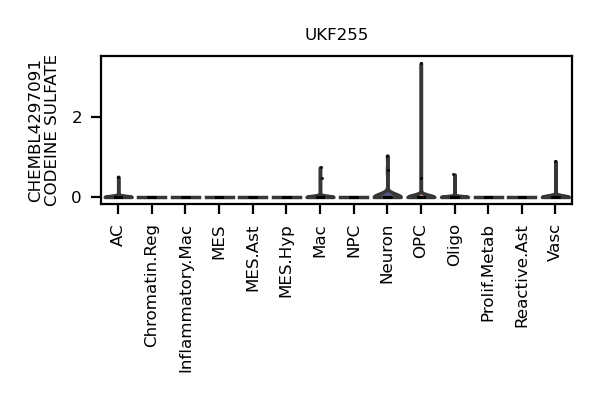 UKF255
CHEMBL4297091
CODEINE SULFATE
2
0
AC
Chromatin.Reg
Inflammatory.Mac
MES
MES.Ast
MES.Hyp
Mac
NPC
Neuron
OPC
Oligo
Prolif.Metab
Reactive.Ast
Vasc